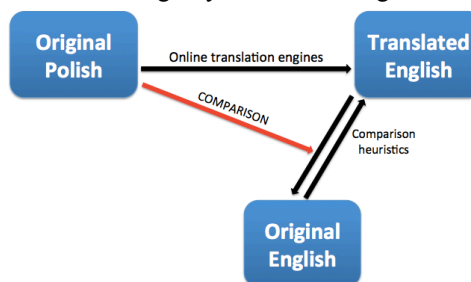 Original
Polish
Online translation engines
Translated
English
COMPARISON
Comparison
heuristics
Original
English